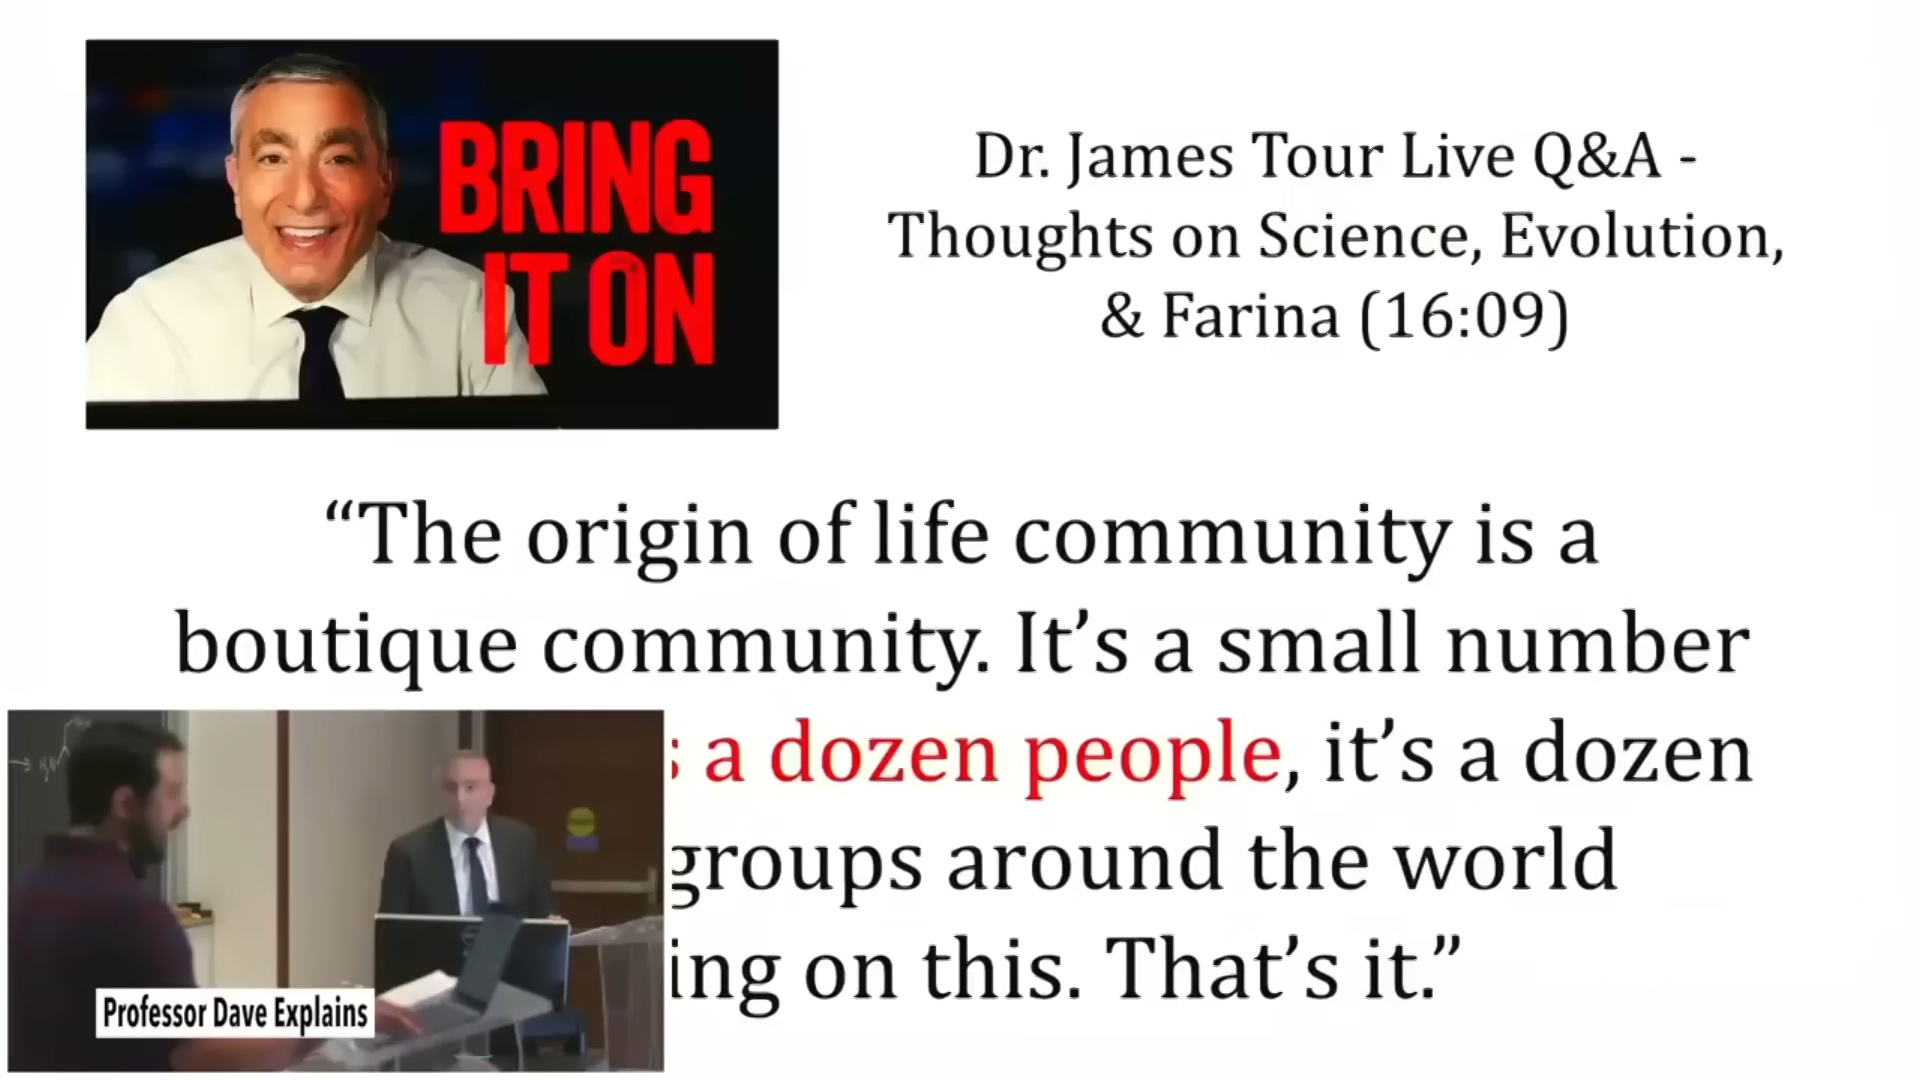 BRING
IT ON
Dr. James Tour Live Q&A -
Thoughts on Science, Evolution,
& Farina (16:09)
“The origin of life community is a
boutique community. It’s a small number
a dozen people, it’s a dozen
groups around the world
ing on this. That’s it.”
Professor Dave Explains